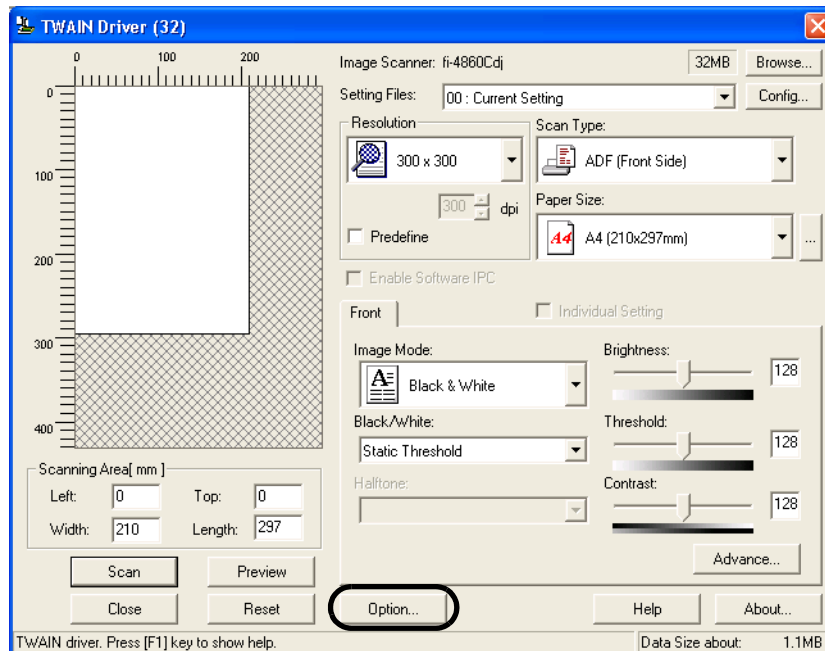 TWAIN Driver (32)
0 100 200
0
100
200
300
400
Image Scanner: fi-4860Cdj 32MB Browse...
Setting Files: 00 : Current Setting Config...
Resolution
300 x 300
300 dpi
Predefine
Scan Type:
ADF (Front Side)
Paper Size:
A4 A4 (210x297mm) ...
Enable Software IPC
Front Individual Setting
Image Mode:
A Black & White
Black/White:
Static Threshold
Halftone:
Brightness:
128
Threshold:
128
Contrast:
128
Advance...
Scanning Area[ mm ]
Left: 0 Top: 0
Width: 210 Length: 297
Scan Preview
Close Reset Option... Help About...
TWAIN driver. Press [F1] key to show help. Data Size about: 1.1MB